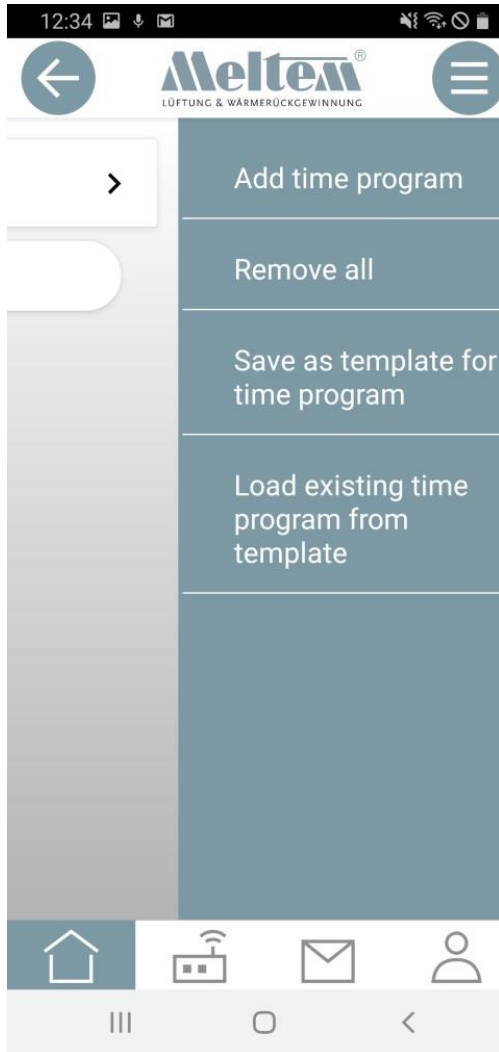 12:34
Meltem®
LÜFTUNG & WÄRMERÜCKGEWINNUNG
Add time program
Remove all
Save as template for
time program
Load existing time
program from
template